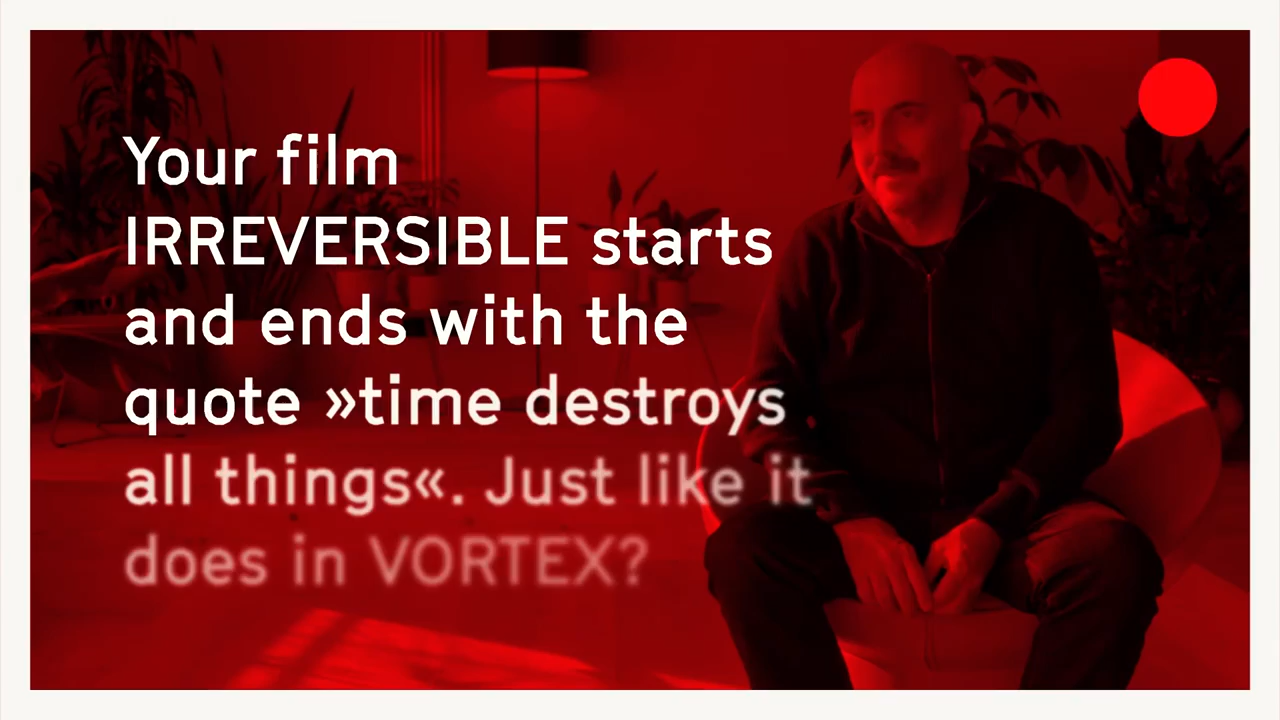 Your film
IRREVERSIBLE starts
and ends with the
quote »time destroys
all things«. Just like it
does in VORTEX?